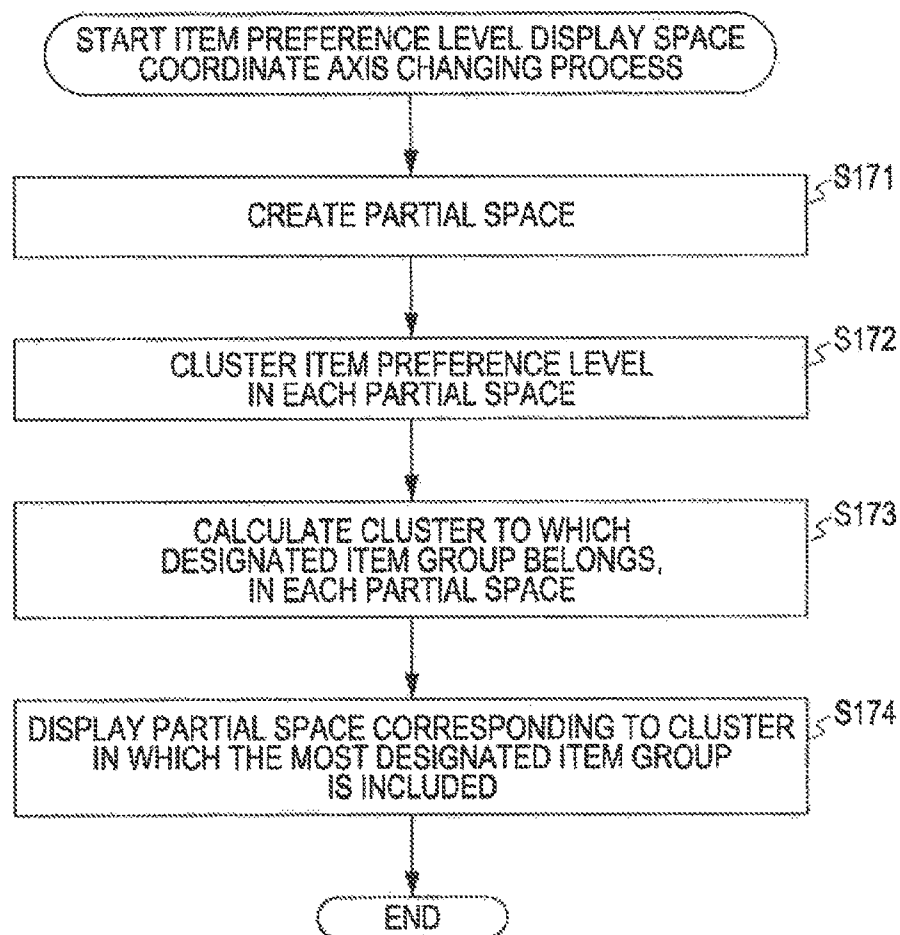 START ITEM PREFERENCE LEVEL DISPLAY SPACE
COORDINATE AXIS CHANGING PROCESS
S171
CREATE PARTIAL SPACE
S172
CLUSTER ITEM PREFERENCE LEVEL
IN EACH PARTIAL SPACE
S173
CALCULATE CLUSTER TO WHICH
DESIGNATED ITEM GROUP BELONGS,
IN EACH PARTIAL SPACE
S174
DISPLAY PARTIAL SPACE CORRESPONDING TO CLUSTER
IN WHICH THE MOST DESIGNATED ITEM GROUP
IS INCLUDED
END